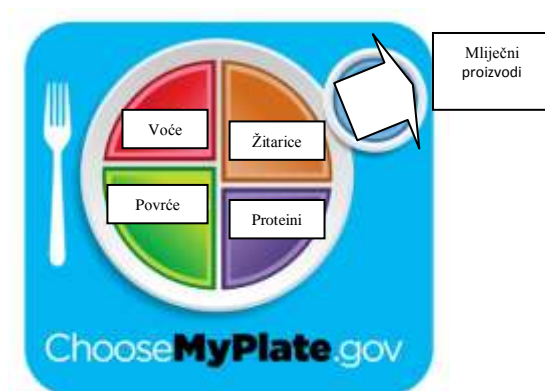 Mliječni
proizvodi
Voće
Žitarice
Povrće
Proteini
ChooseMyPlate.gov